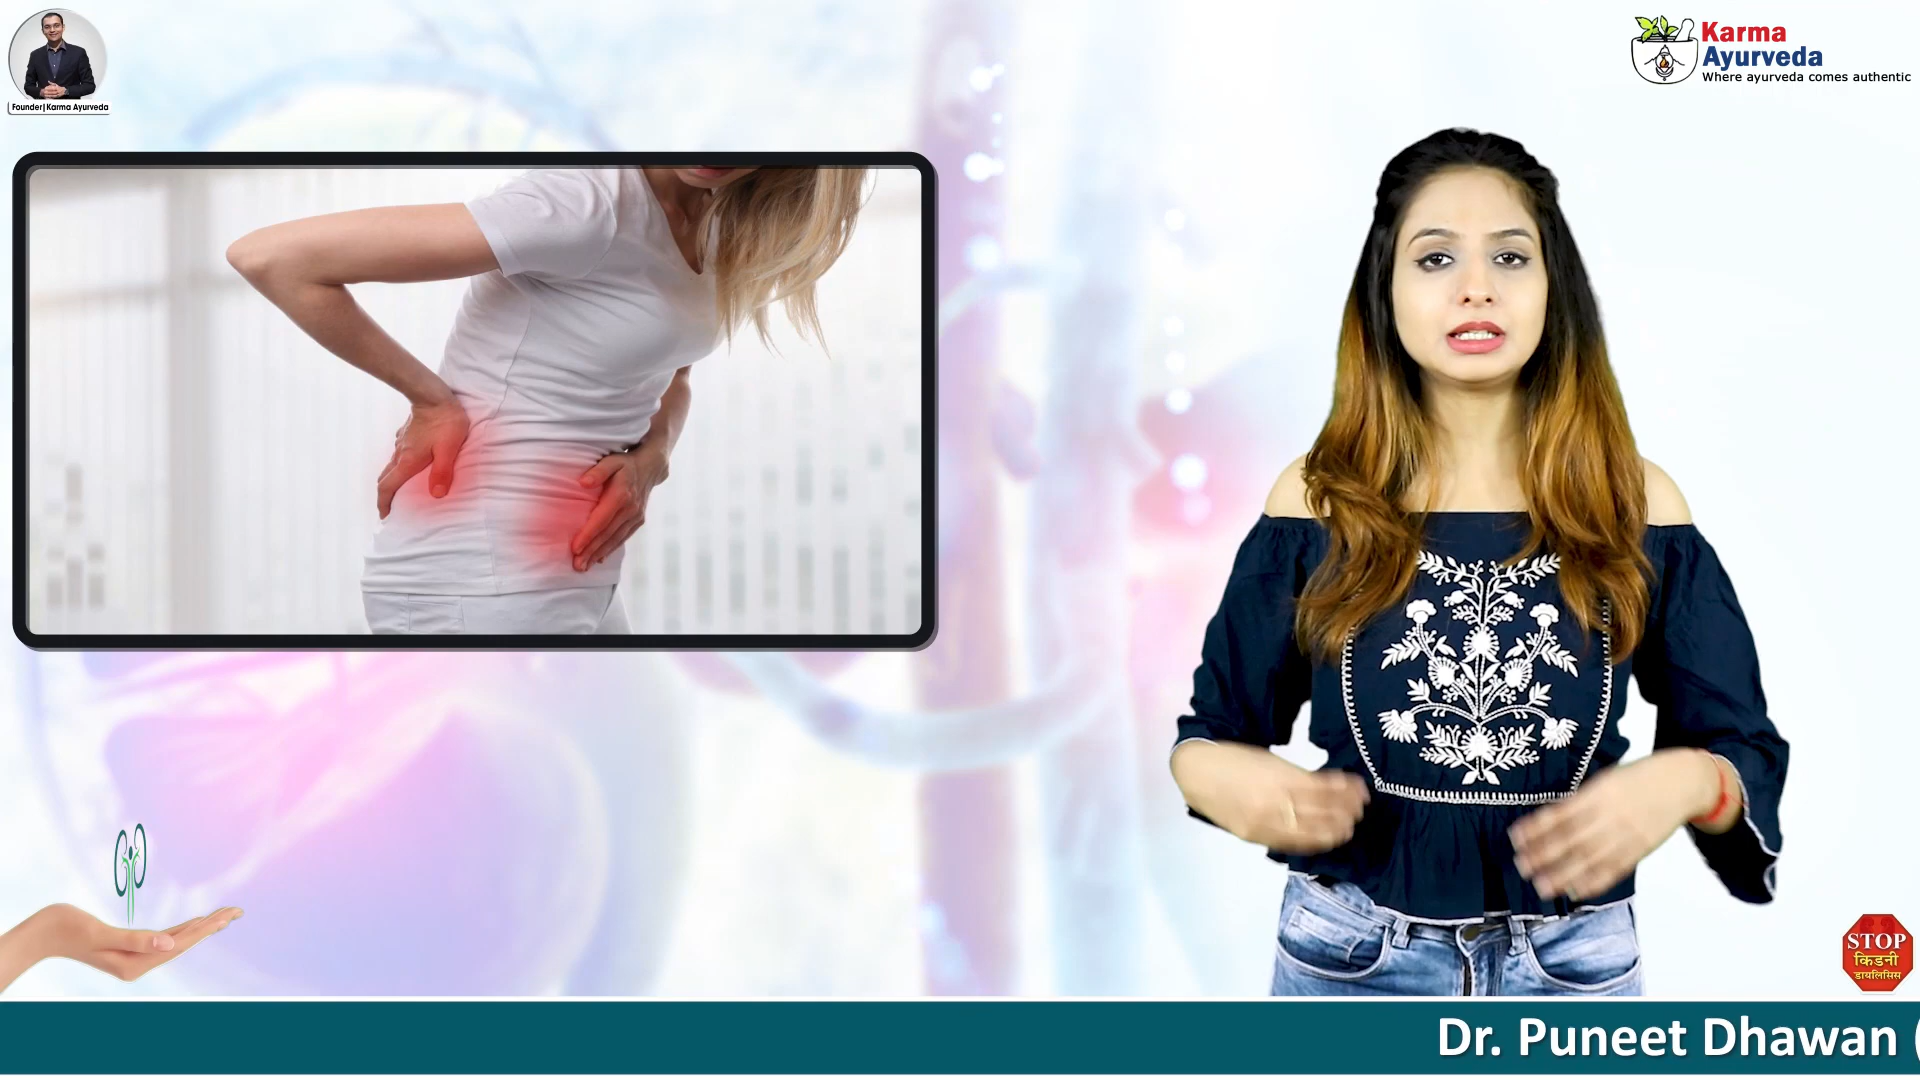 Founder|Karma Ayurveda
Karma
Ayurveda
Where ayurveda comes authentic
STOP
किडनी
डायलिसिस
Dr. Puneet Dhawan (